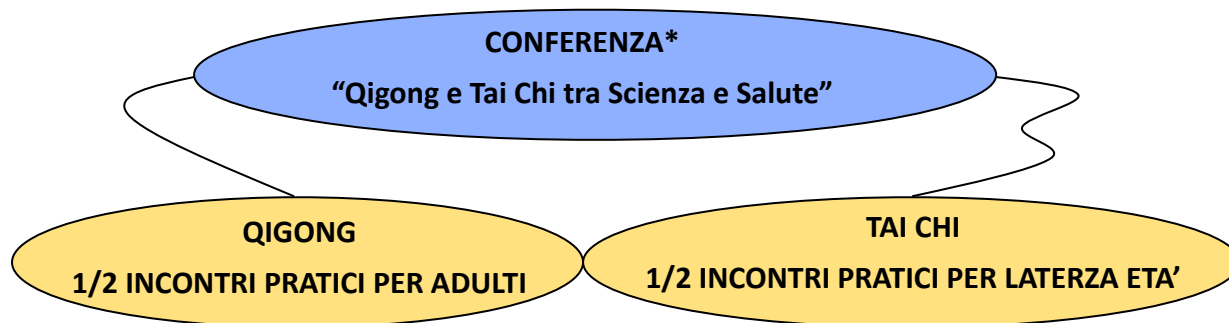 CONFERENZA*
“Qigong e Tai Chi tra Scienza e Salute”
QIGONG
1/2 INCONTRI PRATICI PER ADULTI
TAI CHI
1/2 INCONTRI PRATICI PER LATERZA ETA’